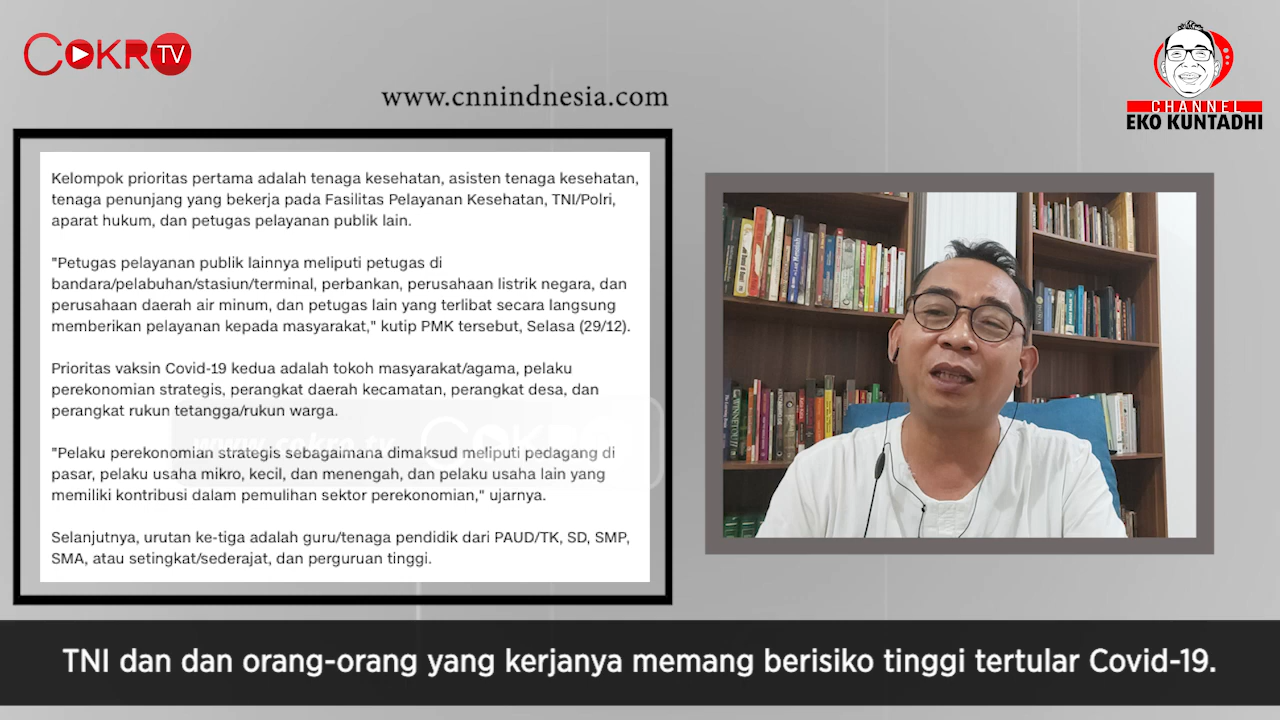 COKRO TV
www.cnnindnesia.com
CHANNEL
EKO KUNTADHI
Kelompok prioritas pertama adalah tenaga kesehatan, asisten tenaga kesehatan,
tenaga penunjang yang bekerja pada Fasilitas Pelayanan Kesehatan, TNI/Polri,
aparat hukum, dan petugas pelayanan publik lain.
"Petugas pelayanan publik lainnya meliputi petugas di
bandara/pelabuhan/stasiun/terminal, perbankan, perusahaan listrik negara, dan
perusahaan daerah air minum, dan petugas lain yang terlibat secara langsung
memberikan pelayanan kepada masyarakat," kutip PMK tersebut, Selasa (29/12).
Prioritas vaksin Covid-19 kedua adalah tokoh masyarakat/agama, pelaku
perekonomian strategis, perangkat daerah kecamatan, perangkat desa, dan
perangkat rukun tetangga/rukun warga.
www.cokro.tv COKRO
"Pelaku perekonomian strategis sebagaimana dimaksud meliputi pedagang di
pasar, pelaku usaha mikro, kecil, dan menengah, dan pelaku usaha lain yang
memiliki kontribusi dalam pemulihan sektor perekonomian," ujarnya.
Selanjutnya, urutan ke-tiga adalah guru/tenaga pendidik dari PAUD/TK, SD, SMP,
SMA, atau setingkat/sederajat, dan perguruan tinggi.
WINNETOU
TNI dan dan orang-orang yang kerjanya memang berisiko tinggi tertular Covid-19.